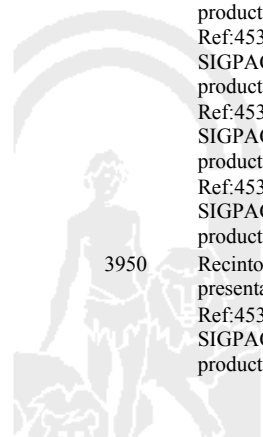 product
Ref:453
SIGPAC
product
Ref:453
SIGPAC
product
Ref:453
SIGPAC
product
3950 Recinto
presenta
Ref:453
SIGPAC
product